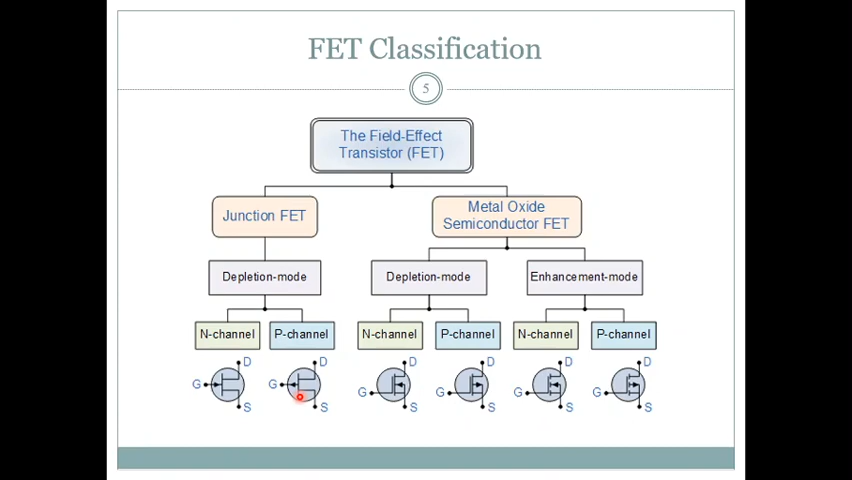 FET Classification
5
The Field-Effect
Transistor (FET)
Junction FET
Metal Oxide
Semiconductor FET
Depletion-mode
Depletion-mode
Enhancement-mode
N-channel
P-channel
N-channel
P-channel
N-channel
P-channel
D
D
D
D
D
D
G
G
G
G
G
G
S
S
S
S
S
S